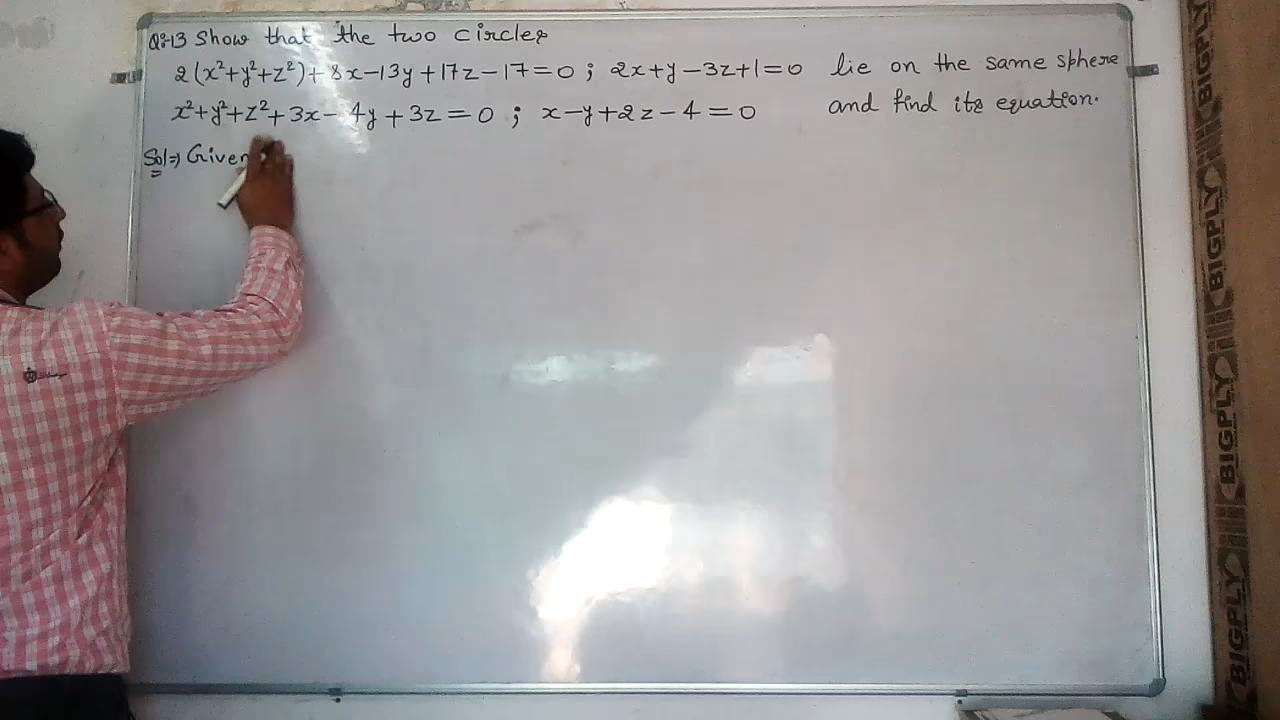 Q:-13 Show that the two circles
2(x²+y²+z²)+8x-13y+17z-17=0 ; 2x+y-3z+1=0 lie on the same sphere
x²+y²+z²+3x-4y+3z=0 ; x-y+2z-4=0 and find its equation.
Sol=) Given
BIGPLY
BIGPLY
BIGPLY
BIGPLY
BIGPLY